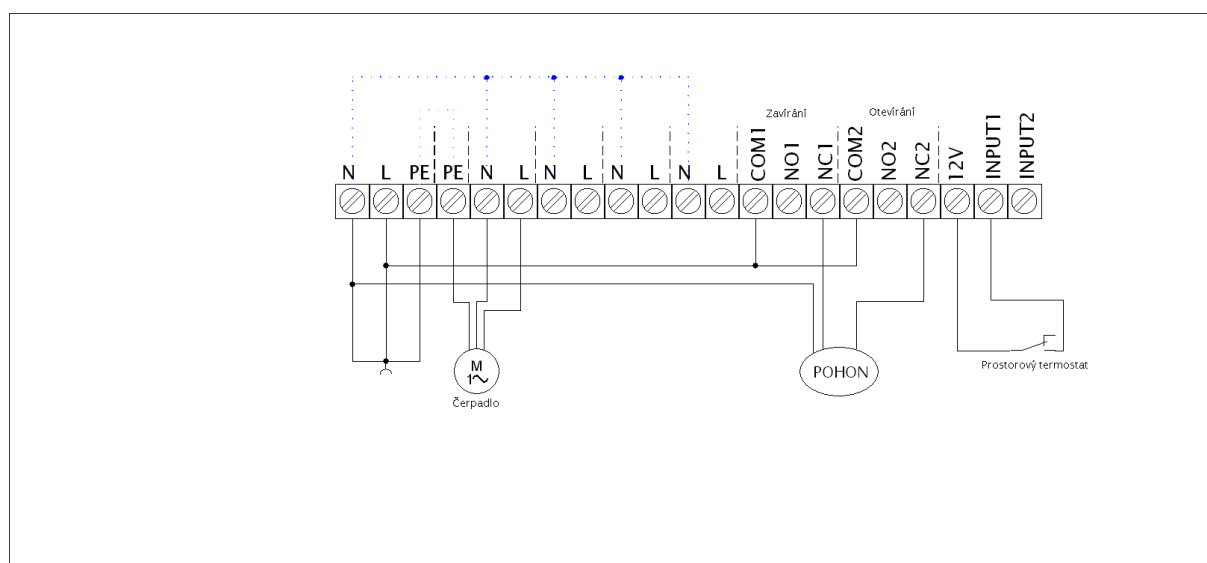 Zavírání Otevírání
N L PE PE N L N L N L N L COM1 NO1 NC1 COM2 NO2 NC2 12V INPUT1 INPUT2
M
1~
Čerpadlo
POHON
Prostorový termostat